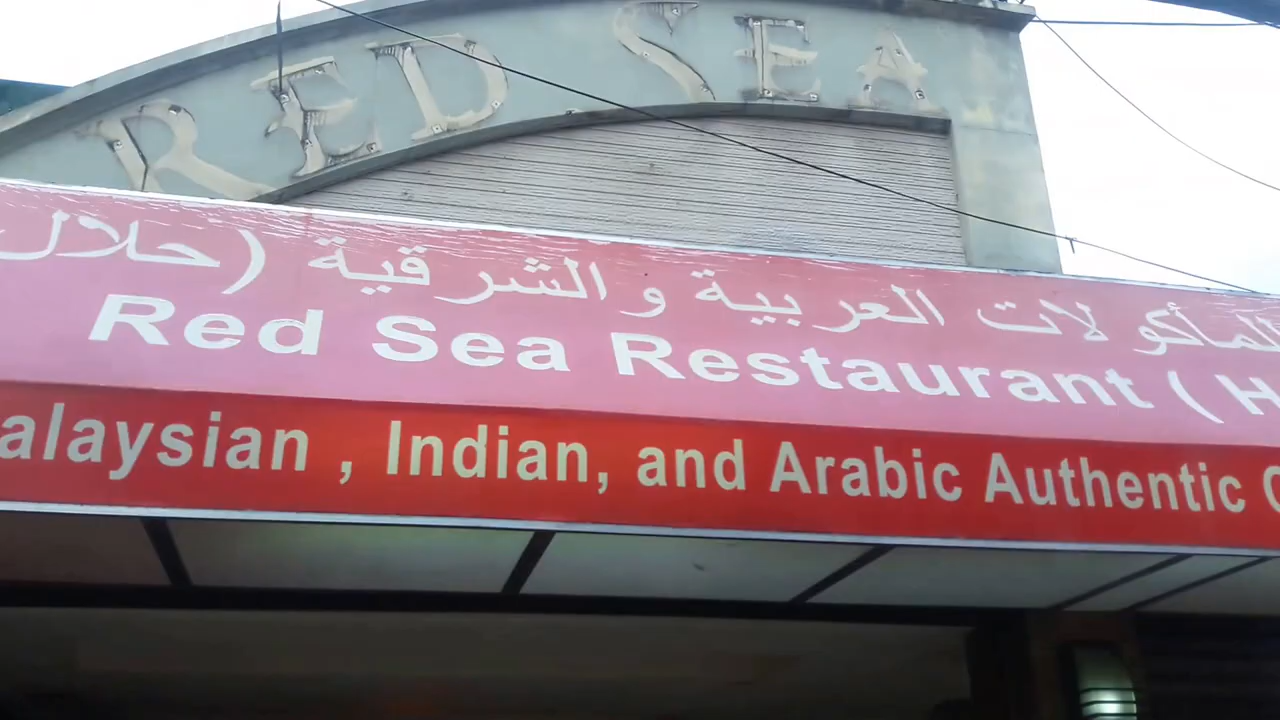 RED SEA
المأكولات العربية والشرقية (حلال
Red Sea Restaurant ( H
alaysian , Indian, and Arabic Authentic C